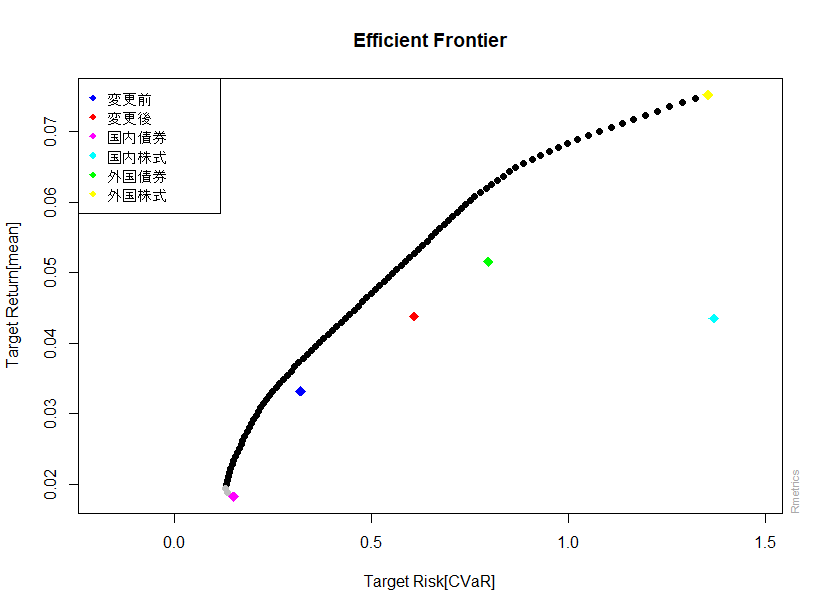 Efficient Frontier
変更前
変更後
国内債券
国内株式
外国債券
外国株式
Target Return[mean]
0.07
0.06
0.05
0.04
0.03
0.02
0.0
0.5
1.0
1.5
Target Risk[CVaR]
Rmetrics